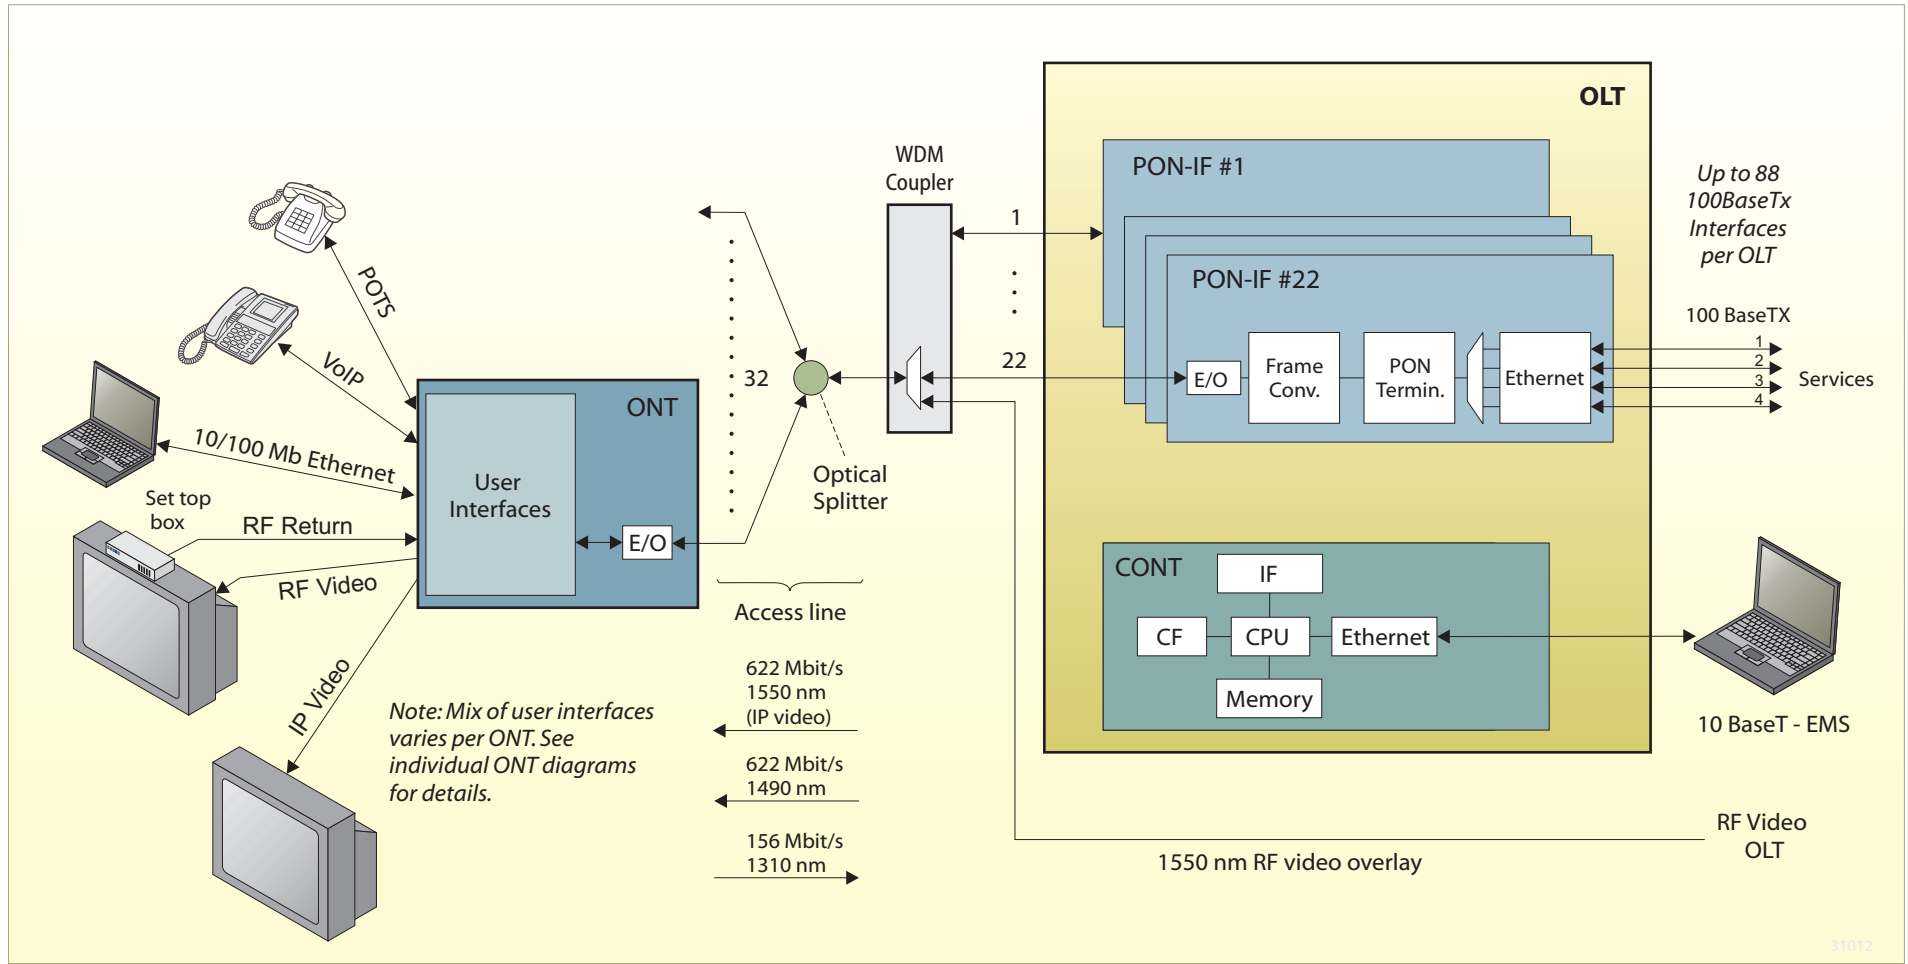 OLT
WDM
Coupler
PON-IF #1
Up to 88
100BaseTx
Interfaces
per OLT
1
PON-IF #22
POTS
100 BaseTX
1
2
3
4
Services
VoIP
32
22
E/O
Frame
Conv.
PON
Termin.
Ethernet
ONT
10/100 Mb Ethernet
User
Interfaces
E/O
Optical
Splitter
Set top
box
RF Return
RF Video
IP Video
Access line
CONT
IF
CF
CPU
Ethernet
Memory
10 BaseT - EMS
622 Mbit/s
1550 nm
(IP video)
622 Mbit/s
1490 nm
156 Mbit/s
1310 nm
Note: Mix of user interfaces
varies per ONT. See
individual ONT diagrams
for details.
RF Video
OLT
1550 nm RF video overlay
31012